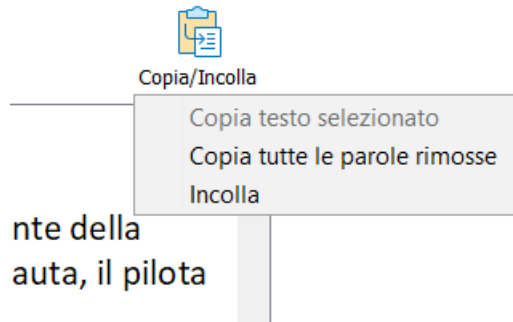 Copia/Incolla
Copia testo selezionato
Copia tutte le parole rimosse
Incolla
nte della
auta, il pilota